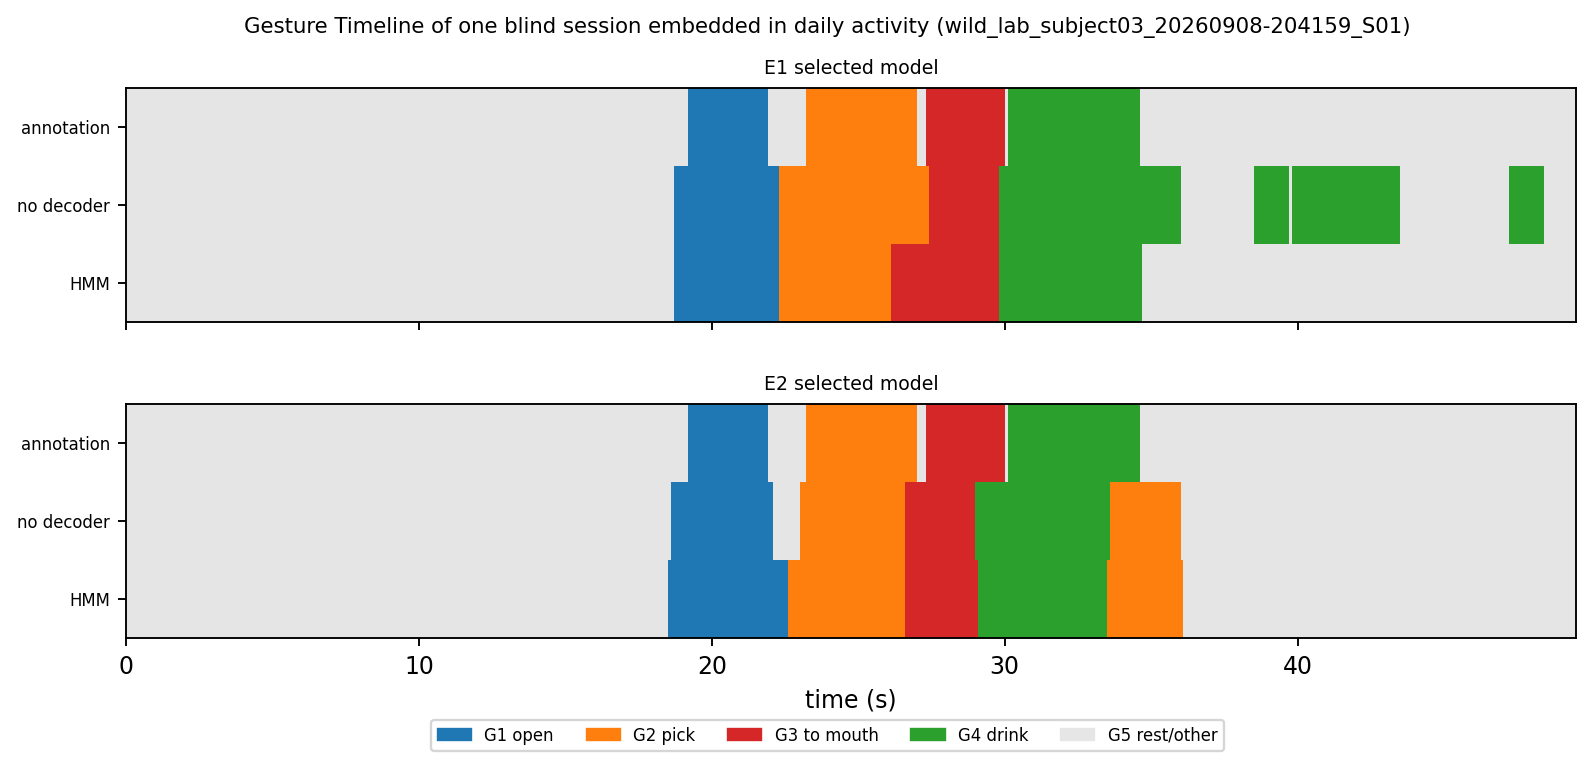 Gesture Timeline of one blind session embedded in daily activity (wild_lab_subject03_20260908-204159_S01)
E1 selected model
annotation
no decoder
HMM
E2 selected model
annotation
no decoder
HMM
0 10 20 30 40
time (s)
G1 open G2 pick G3 to mouth G4 drink G5 rest/other